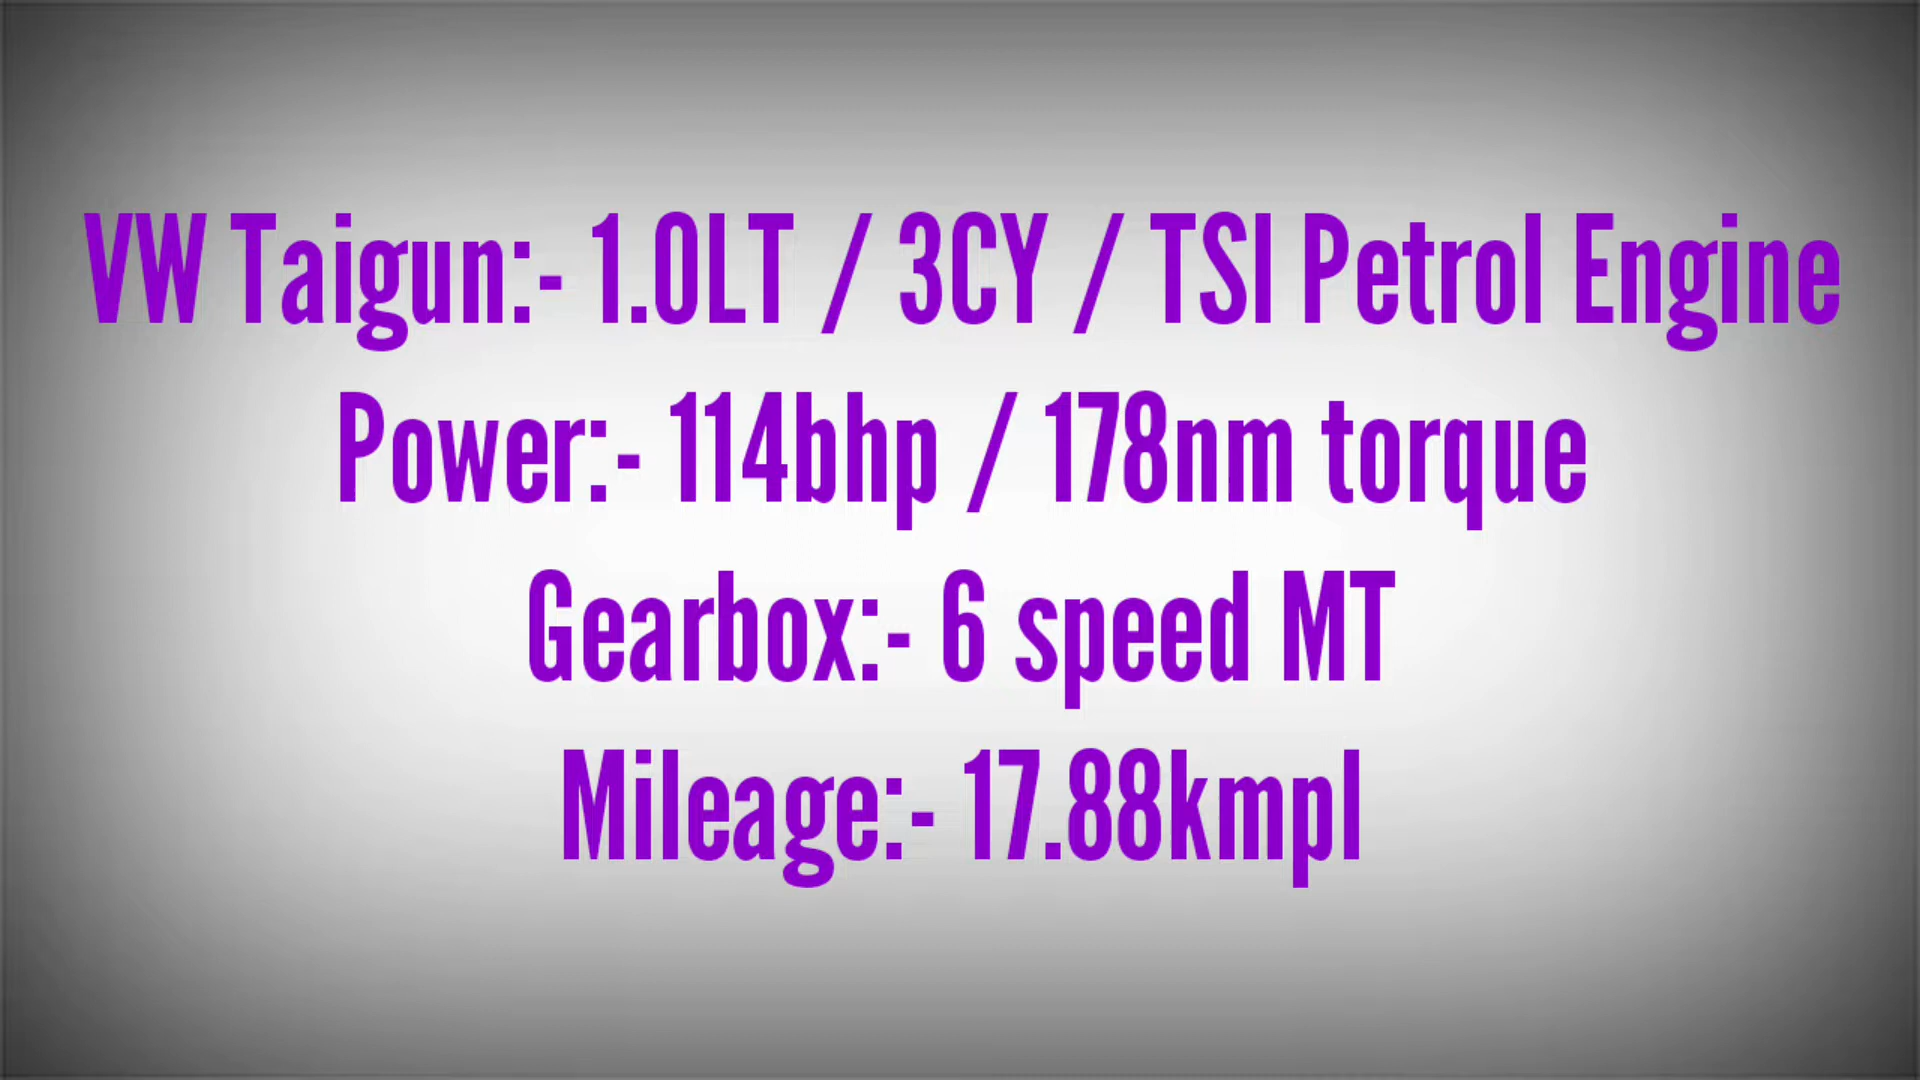 VW Taigun:- 1.0LT / 3CY / TSI Petrol Engine
Power:- 114bhp / 178nm torque
Gearbox:- 6 speed MT
Mileage:- 17.88kmpl